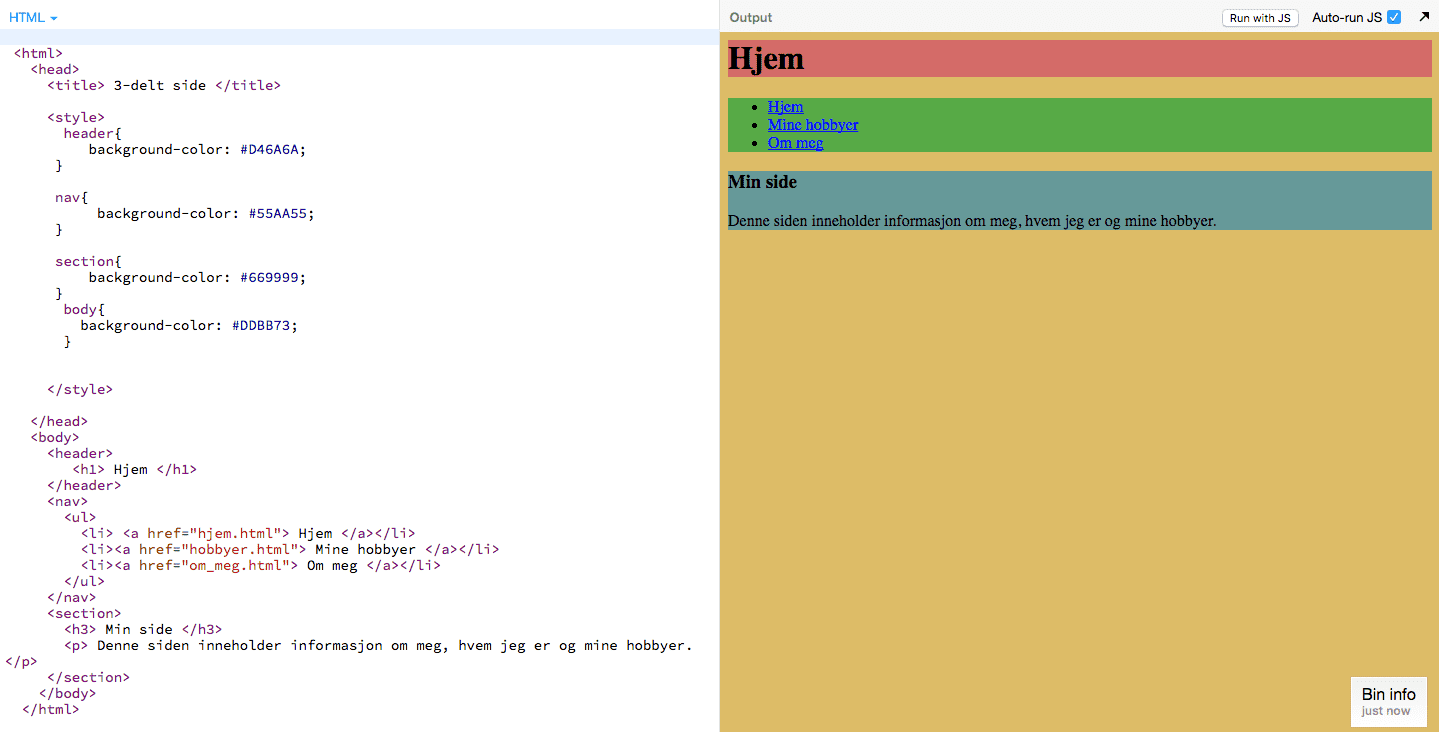 HTML
<html>
<head>
<title> 3-delt side </title>
<style>
header{
background-color: #D46A6A;
}
nav{
background-color: #55AA55;
}
section{
background-color: #669999;
}
body{
background-color: #DDBB73;
}
</style>
</head>
<body>
<header>
<h1> Hjem </h1>
</header>
<nav>
<ul>
<li> <a href="hjem.html"> Hjem </a></li>
<li><a href="hobbyer.html"> Mine hobbyer </a></li>
<li><a href="om_meg.html"> Om meg </a></li>
</ul>
</nav>
<section>
<h3> Min side </h3>
<p> Denne siden inneholder informasjon om meg, hvem jeg er og mine hobbyer.
</p>
</section>
</body>
</html>
Output Run with JS Auto-run JS
Hjem
• Hjem
• Mine hobbyer
• Om meg
Min side
Denne siden inneholder informasjon om meg, hvem jeg er og mine hobbyer.
Bin info
just now